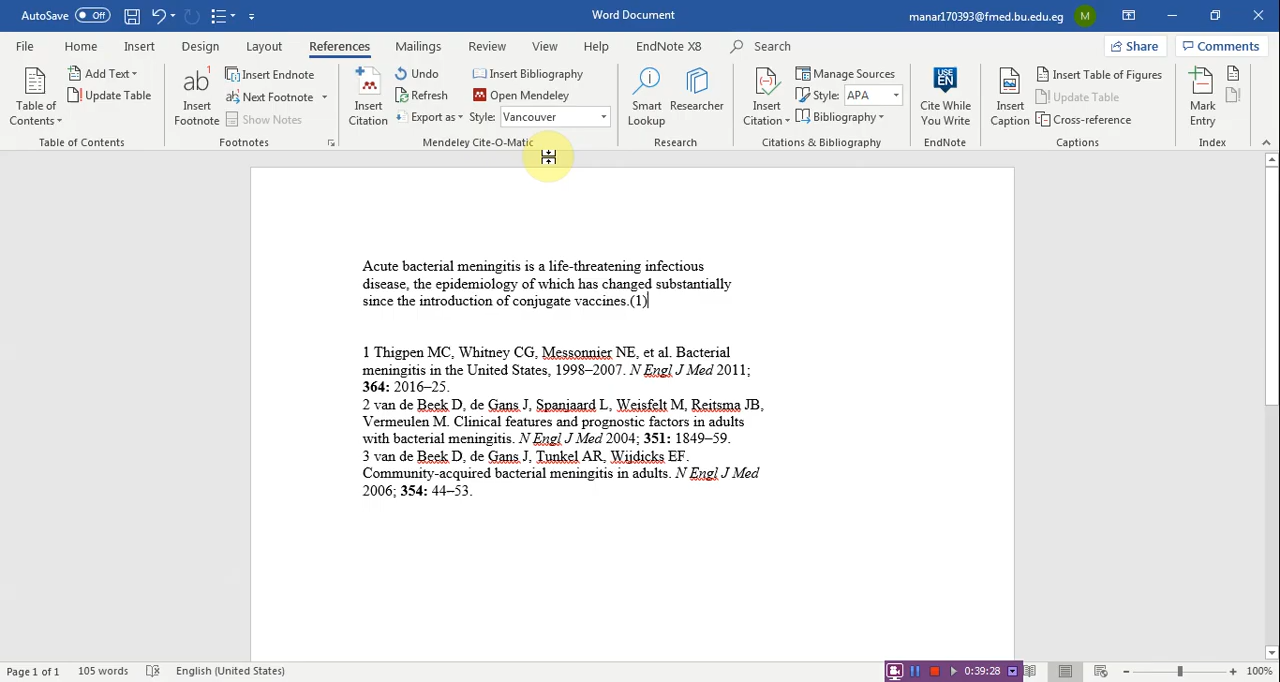 AutoSave Off
Word Document
manar170393@fmed.bu.edu.eg M
File Home Insert Design Layout References Mailings Review View Help EndNote X8 Search Share Comments
Table of Contents
Add Text
Update Table
Table of Contents
ab 1
Insert Footnote
Insert Endnote
Next Footnote
Show Notes
Footnotes
Insert Citation
Undo
Refresh
Export as
Insert Bibliography
Open Mendeley
Style: Vancouver
Mendeley Cite-O-Matic
Smart Lookup
Researcher
Research
Insert Citation
Manage Sources
Style: APA
Bibliography
Citations & Bibliography
USE EN
Cite While You Write
EndNote
Insert Caption
Insert Table of Figures
Update Table
Cross-reference
Captions
Mark Entry
Index
Acute bacterial meningitis is a life-threatening infectious
disease, the epidemiology of which has changed substantially
since the introduction of conjugate vaccines.(1)
1 Thigpen MC, Whitney CG, Messonnier NE, et al. Bacterial
meningitis in the United States, 1998–2007. N Engl J Med 2011;
364: 2016–25.
2 van de Beek D, de Gans J, Spanjaard L, Weisfelt M, Reitsma JB,
Vermeulen M. Clinical features and prognostic factors in adults
with bacterial meningitis. N Engl J Med 2004; 351: 1849–59.
3 van de Beek D, de Gans J, Tunkel AR, Wijdicks EF.
Community-acquired bacterial meningitis in adults. N Engl J Med
2006; 354: 44–53.
Page 1 of 1 105 words English (United States) 0:39:28 100%